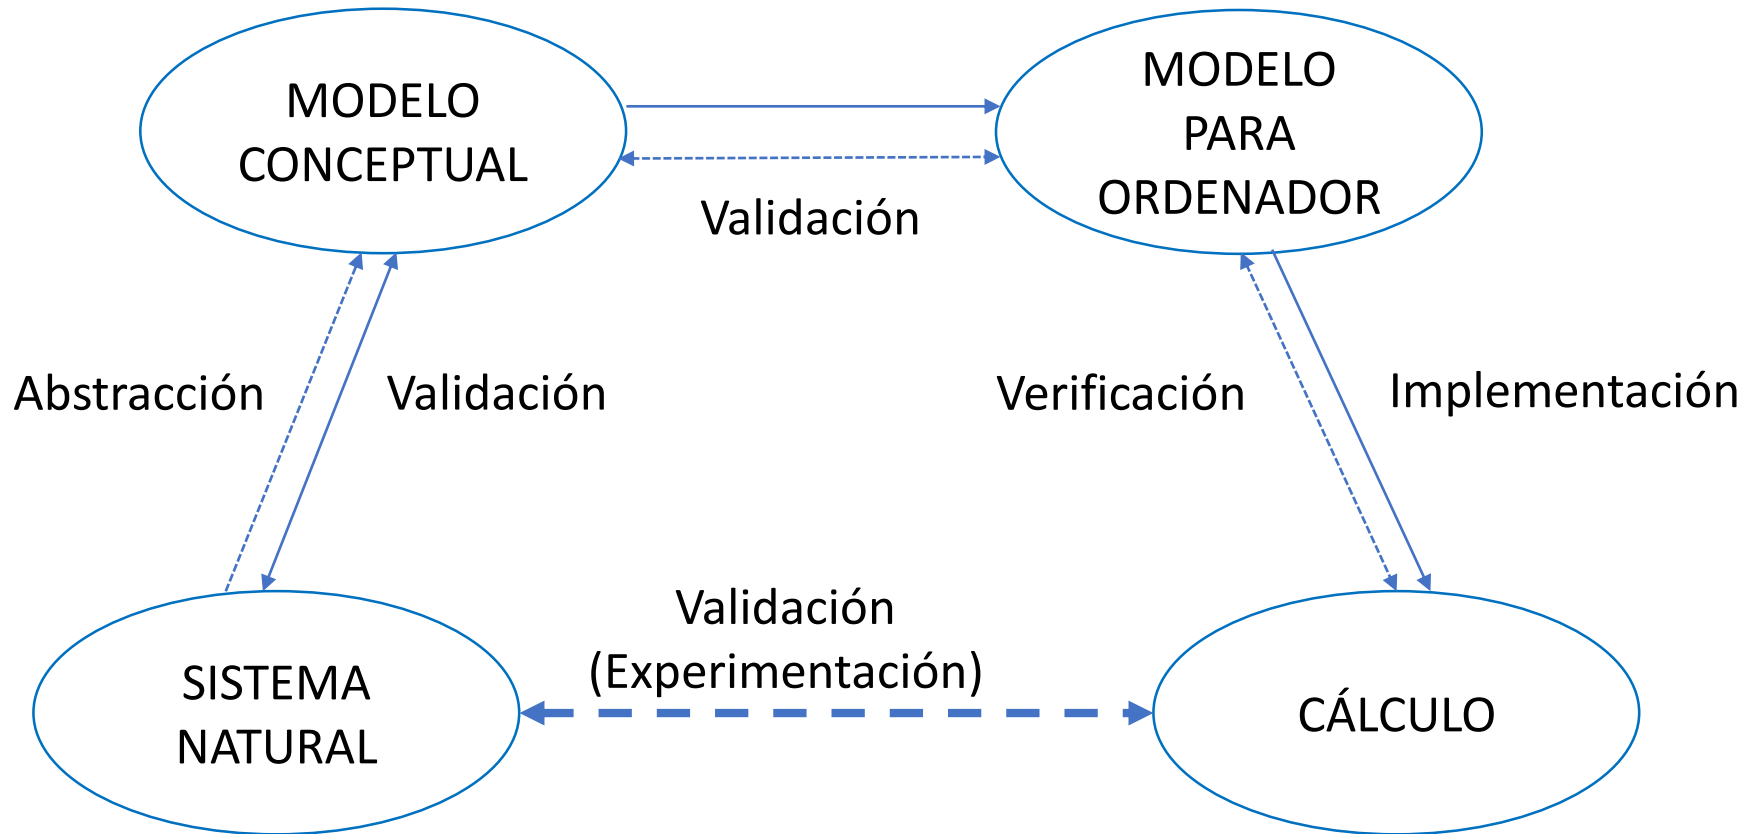 MODELO
CONCEPTUAL
MODELO
PARA
ORDENADOR
Validación
Abstracción
Validación
Verificación
Implementación
Validación
(Experimentación)
SISTEMA
NATURAL
CÁLCULO